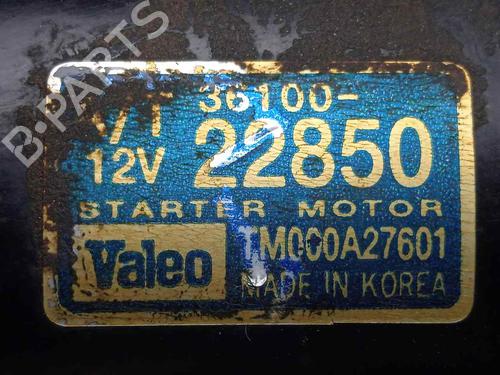 36100-
12V 22850
STARTER MOTOR
Valeo TM000A27601
MADE IN KOREA
B-PARTS